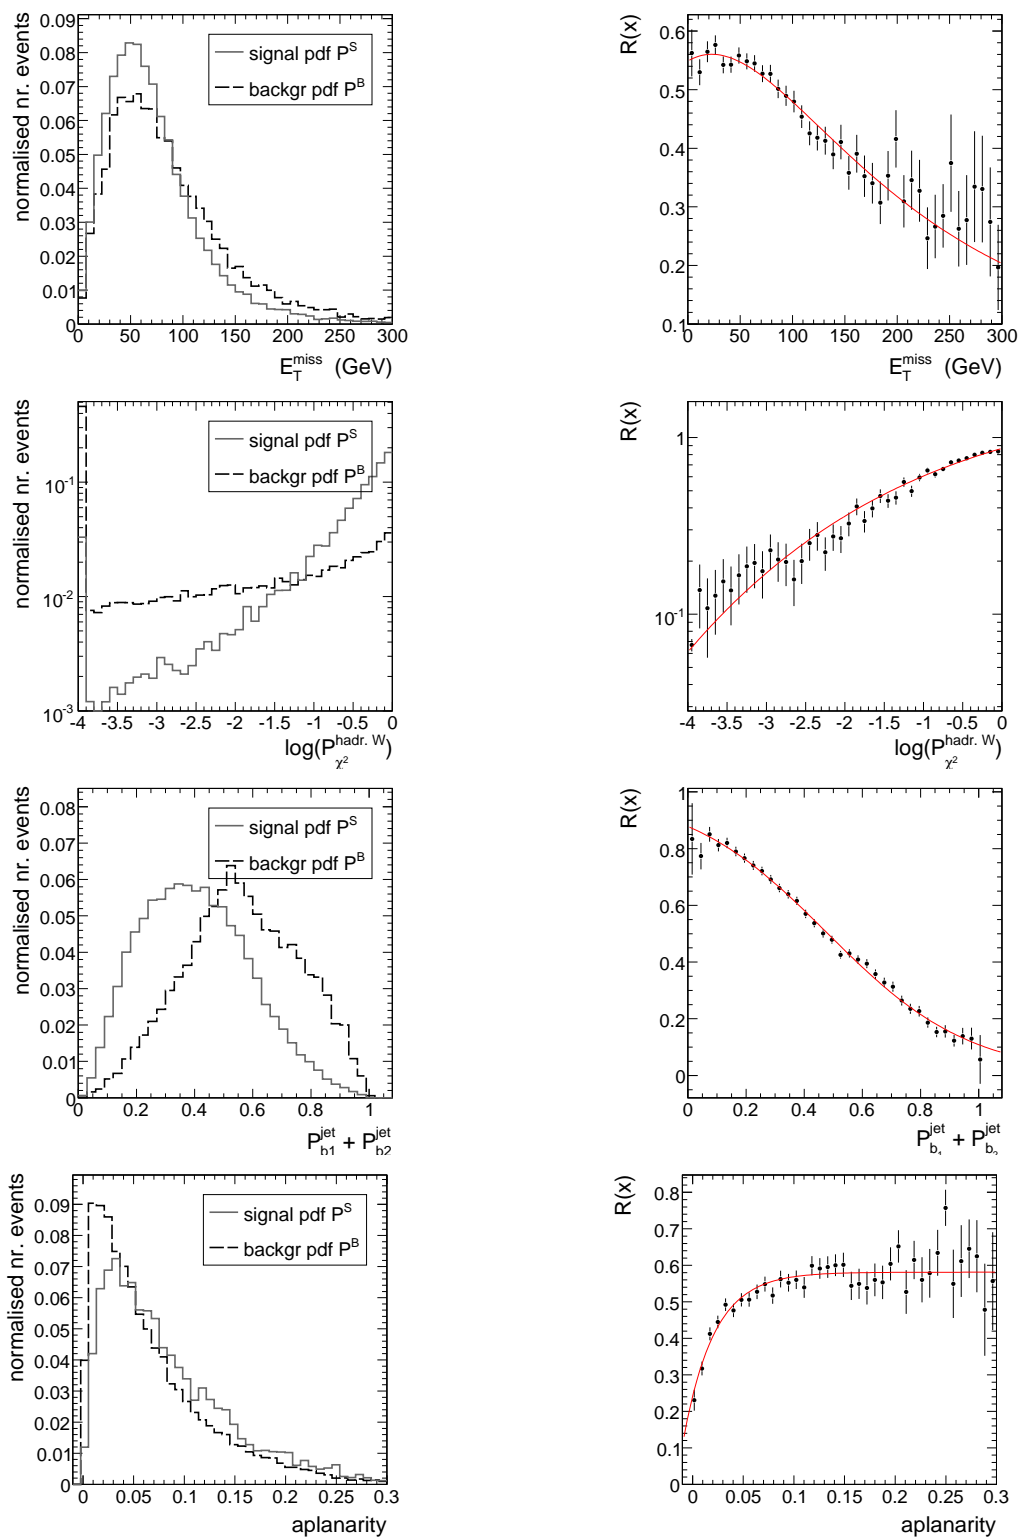 normalised nr. events
0.09
0.08
0.07
0.06
0.05
0.04
0.03
0.02
0.01
0
signal pdf P^S
backgr pdf P^B
0 50 100 150 200 250 300
E_T^miss (GeV)
R(x)
0.6
0.5
0.4
0.3
0.2
0.1
0 50 100 150 200 250 300
E_T^miss (GeV)
normalised nr. events
10^-1
10^-2
10^-3
signal pdf P^S
backgr pdf P^B
-4 -3.5 -3 -2.5 -2 -1.5 -1 -0.5 0
log(P_χ²^hadr. W)
R(x)
1
10^-1
-4 -3.5 -3 -2.5 -2 -1.5 -1 -0.5 0
log(P_χ²^hadr. W)
normalised nr. events
0.08
0.07
0.06
0.05
0.04
0.03
0.02
0.01
0
signal pdf P^S
backgr pdf P^B
0 0.2 0.4 0.6 0.8 1
P_b1^jet + P_b2^jet
R(x)
1
0.8
0.6
0.4
0.2
0
0 0.2 0.4 0.6 0.8 1
P_b1^jet + P_b2^jet
normalised nr. events
0.09
0.08
0.07
0.06
0.05
0.04
0.03
0.02
0.01
0
signal pdf P^S
backgr pdf P^B
0 0.05 0.1 0.15 0.2 0.25 0.3
aplanarity
R(x)
0.8
0.7
0.6
0.5
0.4
0.3
0.2
0.1
0
0 0.05 0.1 0.15 0.2 0.25 0.3
aplanarity